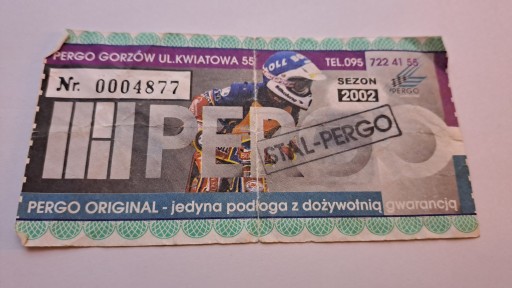 PERGO GORZÓW UL.KWIATOWA 55 TEL.095 722 41 55
Nr. 0004877
SEZON
2002
PERGO
PERGO
STAL-PERGO
PERGO ORIGINAL - jedyna podłoga z dożywotnią gwarancją